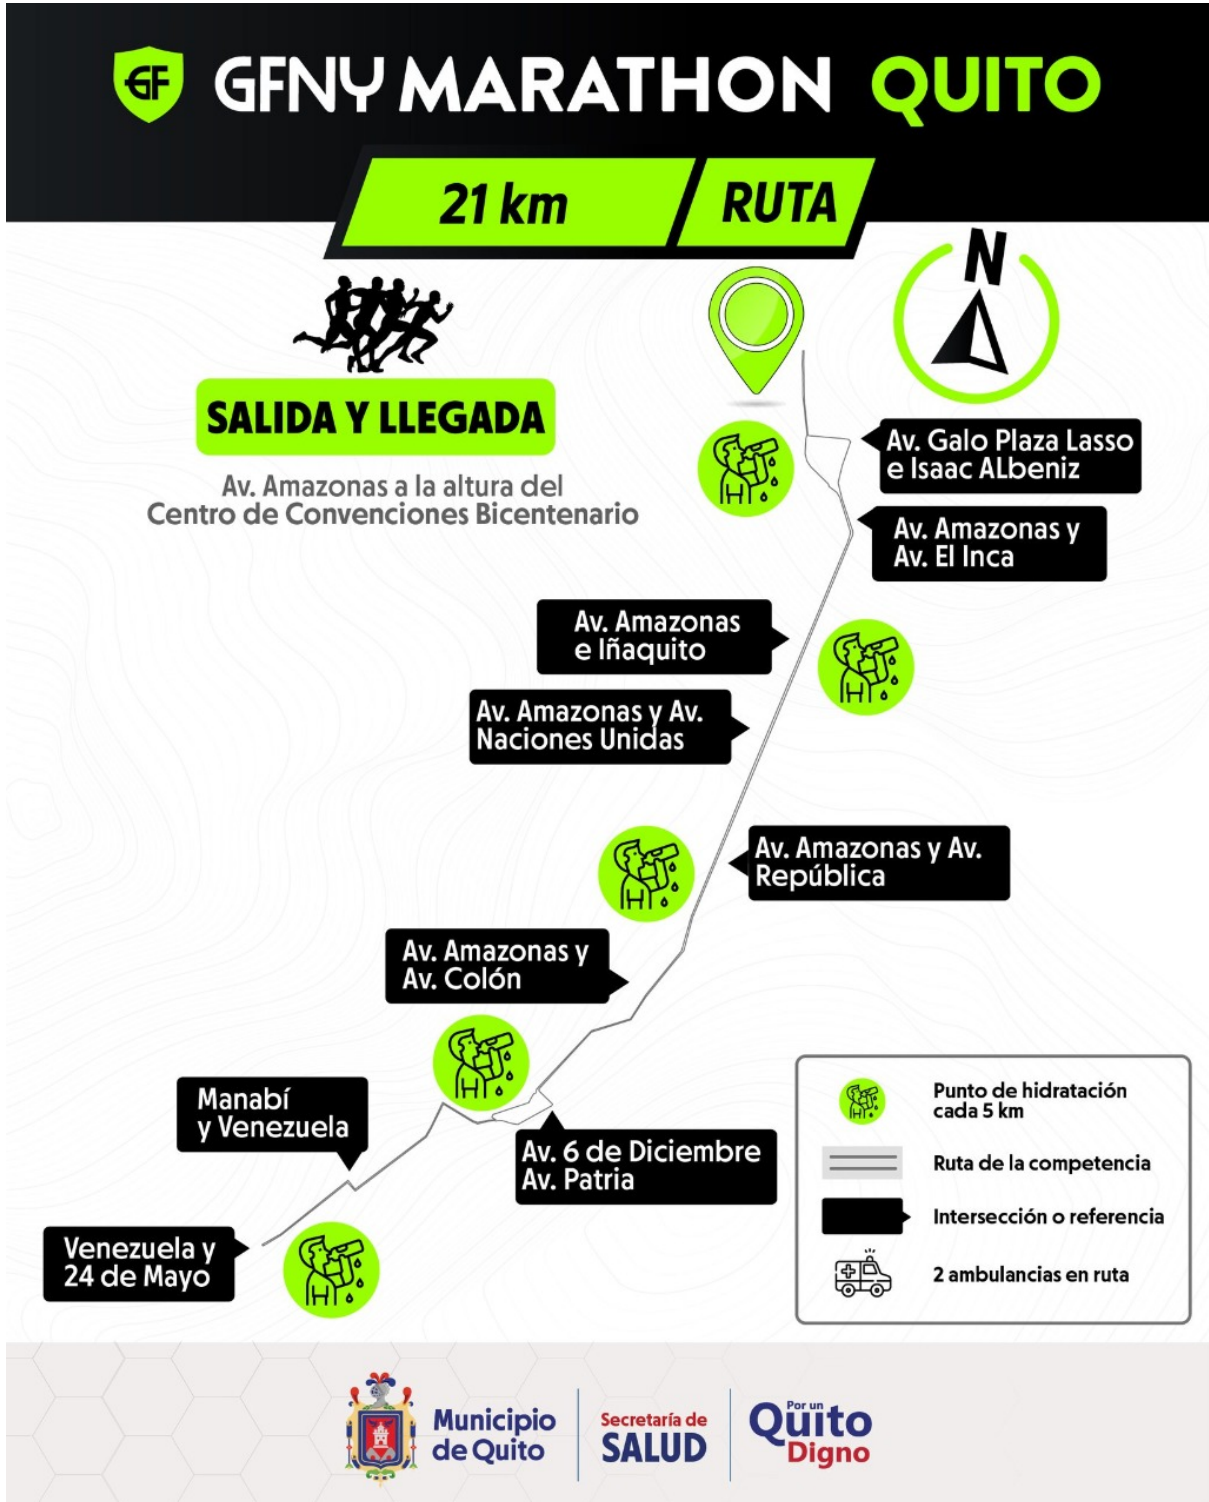 GF
GFNY MARATHON QUITO
21 km
RUTA
N
SALIDA Y LLEGADA
Av. Amazonas a la altura del
Centro de Convenciones Bicentenario
Av. Galo Plaza Lasso
e Isaac ALbeniz
Av. Amazonas y
Av. El Inca
Av. Amazonas
e Iñaquito
Av. Amazonas y Av.
Naciones Unidas
Av. Amazonas y Av.
República
Av. Amazonas y
Av. Colón
Manabí
y Venezuela
Av. 6 de Diciembre
Av. Patria
Venezuela y
24 de Mayo
Punto de hidratación
cada 5 km
Ruta de la competencia
Intersección o referencia
2 ambulancias en ruta
Municipio
de Quito
Secretaría de
SALUD
Por un
Quito
Digno